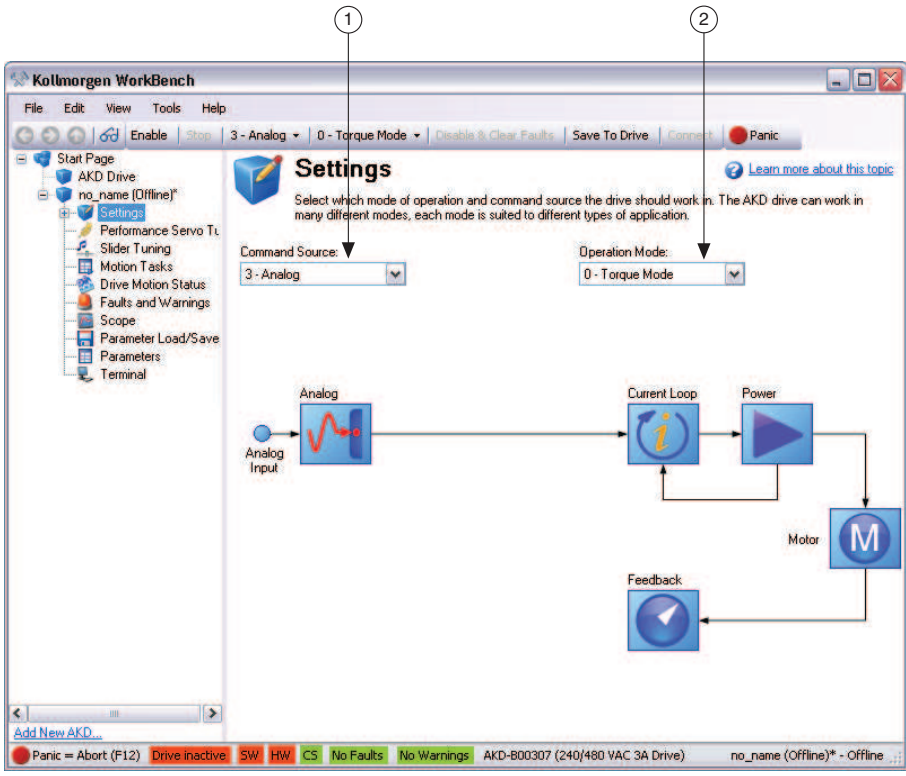 1 2
Kollmorgen WorkBench
File Edit View Tools Help
Enable Stop 3 - Analog 0 - Torque Mode Disable & Clear Faults Save To Drive Connect Panic
Start Page
AKD Drive
no_name (Offline)*
Settings
Performance Servo Tu
Slider Tuning
Motion Tasks
Drive Motion Status
Faults and Warnings
Scope
Parameter Load/Save
Parameters
Terminal
Add New AKD...
Settings
Learn more about this topic
Select which mode of operation and command source the drive should work in. The AKD drive can work in
many different modes, each mode is suited to different types of application.
Command Source: Operation Mode:
3 - Analog 0 - Torque Mode
Analog Current Loop Power
i
Analog
Input
Motor M
Feedback
Panic = Abort (F12) Drive inactive SW HW CS No Faults No Warnings AKD-B00307 (240/480 VAC 3A Drive) no_name (Offline)* - Offline